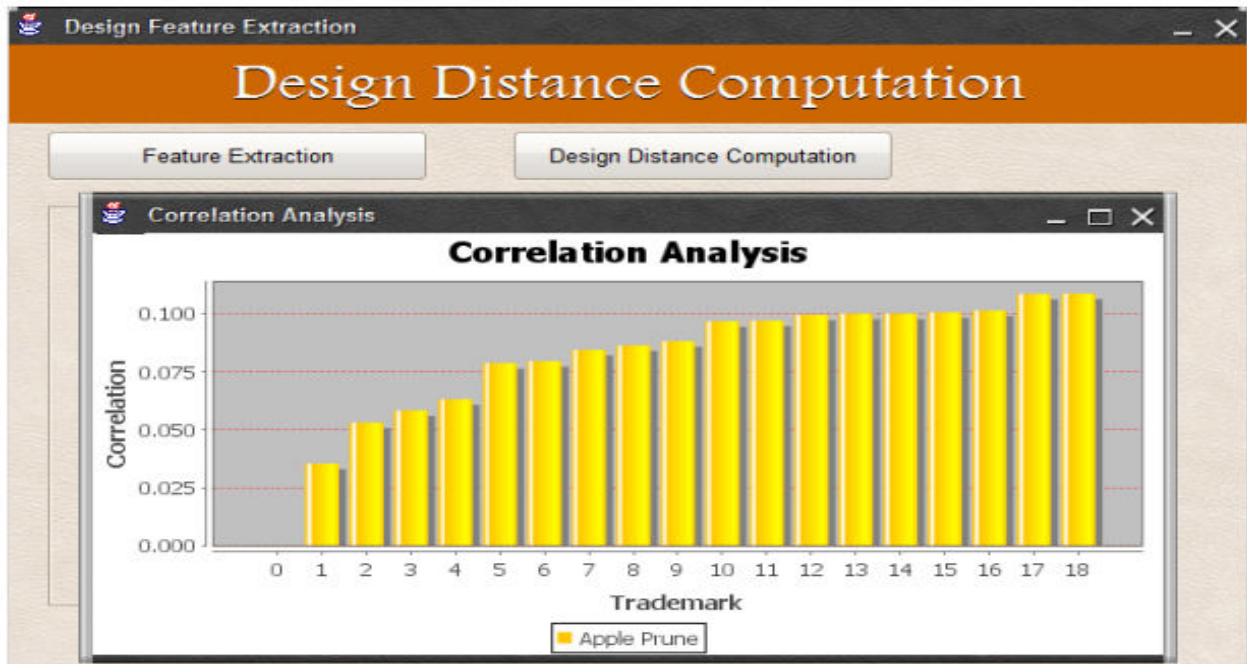 Design Feature Extraction
Design Distance Computation
Feature Extraction Design Distance Computation
Correlation Analysis
Correlation Analysis
0.100
0.075
0.050
0.025
0.000
Correlation
0 1 2 3 4 5 6 7 8 9 10 11 12 13 14 15 16 17 18
Trademark
Apple Prune